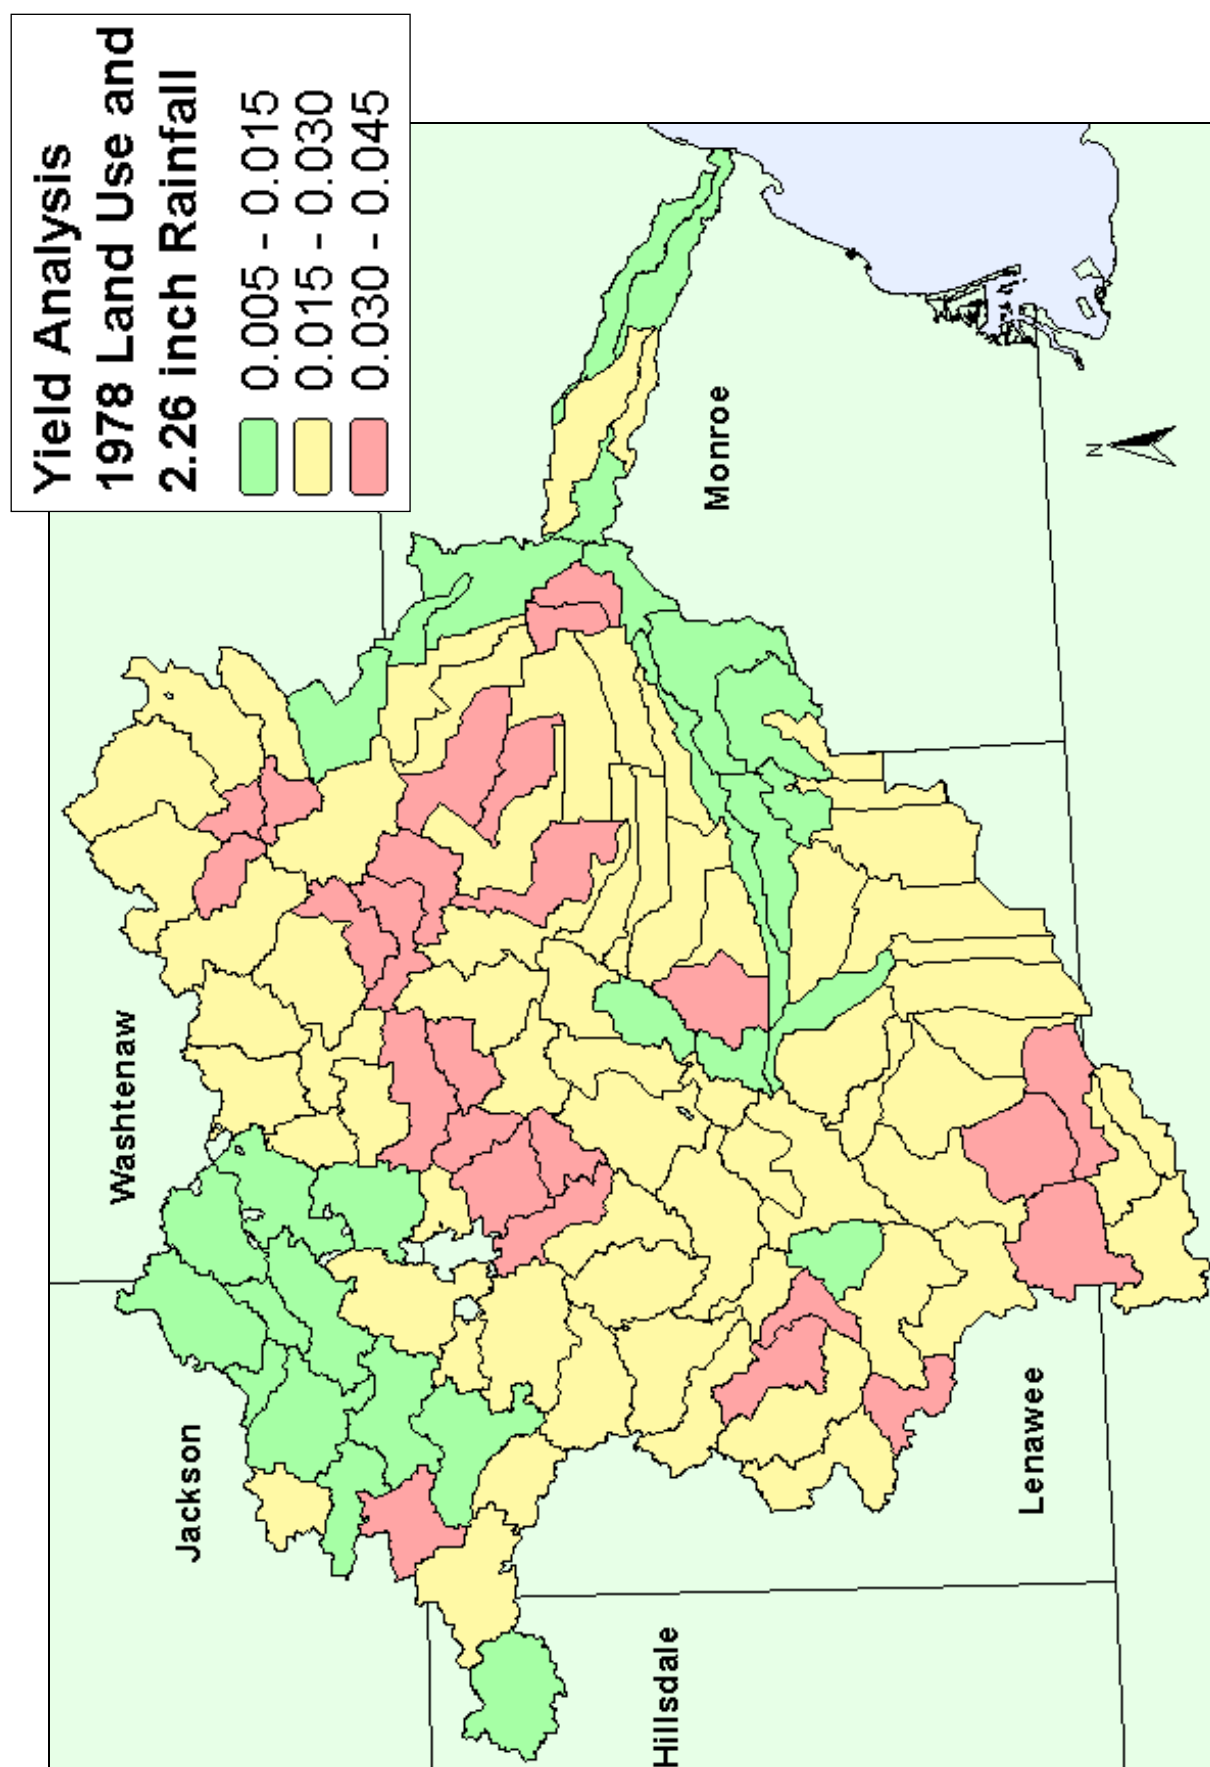 Yield Analysis
1978 Land Use and
2.26 inch Rainfall
0.005 - 0.015
0.015 - 0.030
0.030 - 0.045
Washtenaw
Jackson
Monroe
N
Lenawee
Hillsdale